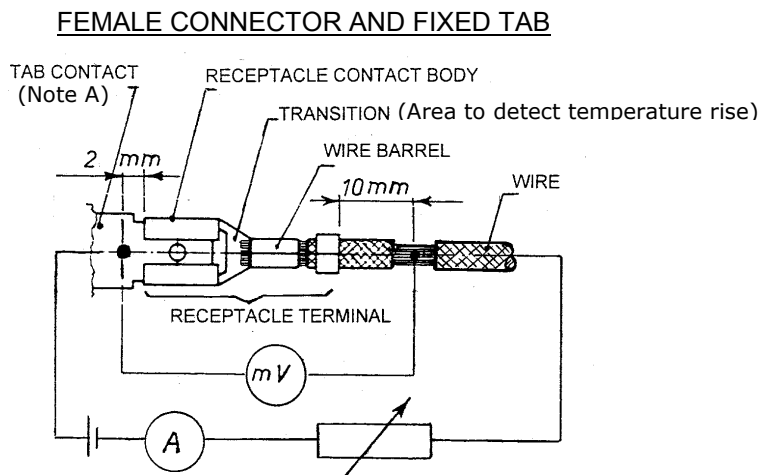 FEMALE CONNECTOR AND FIXED TAB
TAB CONTACT
(Note A)
RECEPTACLE CONTACT BODY
TRANSITION (Area to detect temperature rise)
WIRE BARREL
2 mm
10mm
WIRE
RECEPTACLE TERMINAL
mV
A